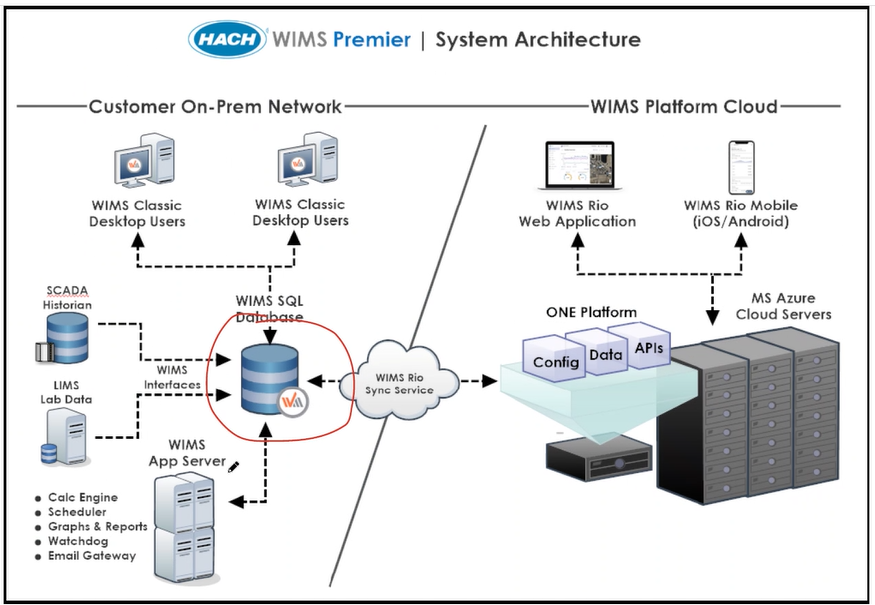 HACH WIMS Premier | System Architecture
Customer On-Prem Network
WIMS Platform Cloud
WIMS Classic
Desktop Users
WIMS Classic
Desktop Users
WIMS Rio
Web Application
WIMS Rio Mobile
(iOS/Android)
SCADA
Historian
WIMS SQL
Database
ONE Platform
MS Azure
Cloud Servers
Config
Data
APIs
WIMS
Interfaces
WIMS Rio
Sync Service
LIMS
Lab Data
WIMS
App Server
Calc Engine
Scheduler
Graphs & Reports
Watchdog
Email Gateway